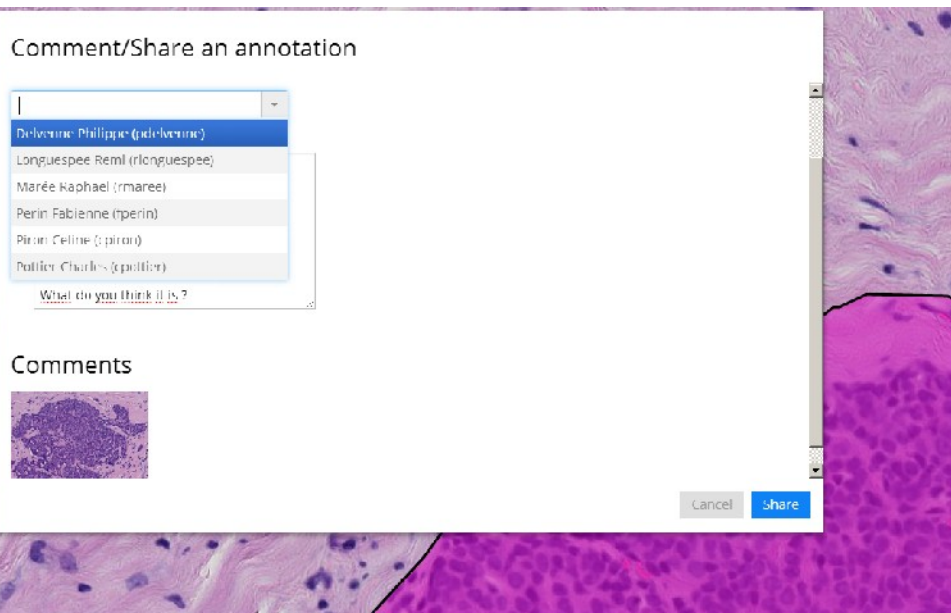 Comment/Share an annotation
Delvenne Philippe (pdelvenne)
Longuespee Remi (rlonguespee)
Marée Raphael (rmaree)
Perin Fabienne (fperin)
Piron Celine (cpiron)
Pottier Charles (cpottier)
What do you think it is ?
Comments
Cancel
Share